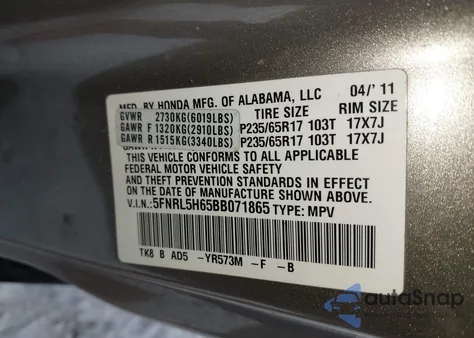 MFD. BY HONDA MFG. OF ALABAMA, LLC 04/'11
GVWR 2730KG(6019LBS) TIRE SIZE RIM SIZE
GAWR F 1320KG(2910LBS) P235/65R17 103T 17X7J
GAWR R 1515KG(3340LBS) P235/65R17 103T 17X7J
THIS VEHICLE CONFORMS TO ALL APPLICABLE
FEDERAL MOTOR VEHICLE SAFETY
STANDARDS IN EFFECT
ON THE DATE OF MANUFACTURE SHOWN ABOVE.
V.I.N.: 5FNRL5H65BB071865 TYPE: MPV
TK8 B AD5 -YR573M -F -B
autoSnap